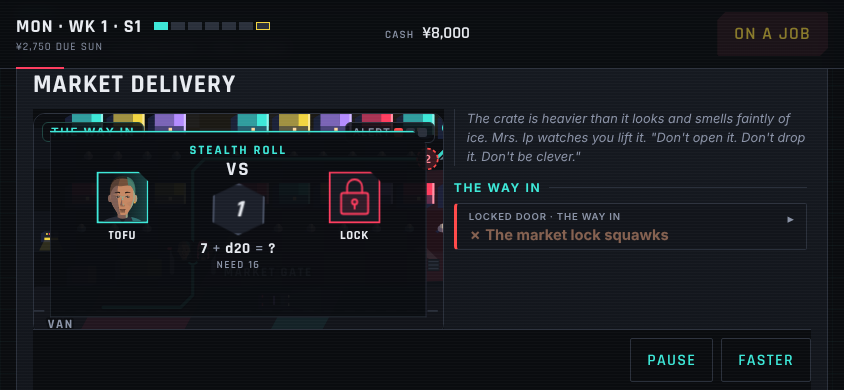 MON · WK 1 · S1
¥2,750 DUE SUN
CASH ¥8,000
ON A JOB
MARKET DELIVERY
THE WAY IN
ALERT
STEALTH ROLL
VS
1
TOFU
LOCK
7 + d20 = ?
NEED 16
VAN
The crate is heavier than it looks and smells faintly of
ice. Mrs. Ip watches you lift it. "Don't open it. Don't drop
it. Don't be clever."
THE WAY IN
LOCKED DOOR · THE WAY IN
× The market lock squawks
PAUSE
FASTER